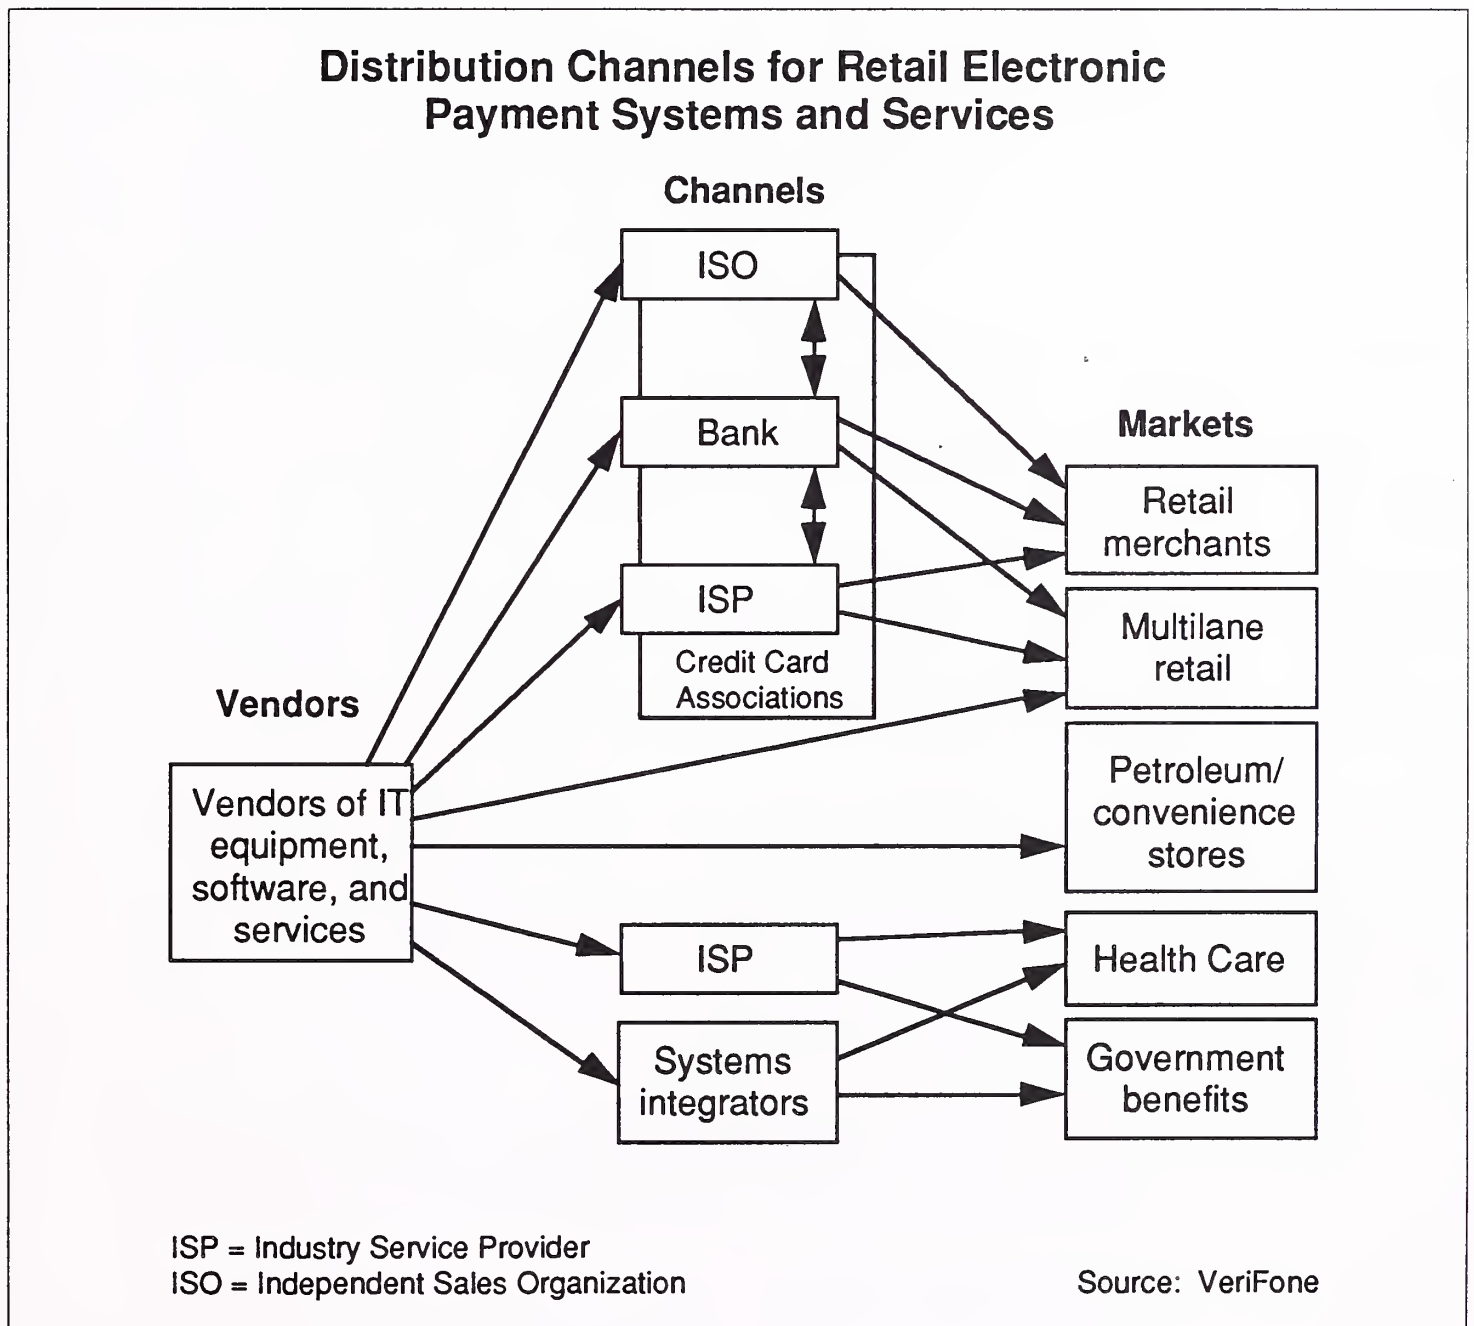 Distribution Channels for Retail Electronic
Payment Systems and Services
Channels
ISO
Bank
ISP
Credit Card
Associations
Vendors
Vendors of IT
equipment,
software, and
services
ISP
Systems
integrators
Markets
Retail
merchants
Multilane
retail
Petroleum/
convenience
stores
Health Care
Government
benefits
ISP = Industry Service Provider
ISO = Independent Sales Organization
Source: VeriFone